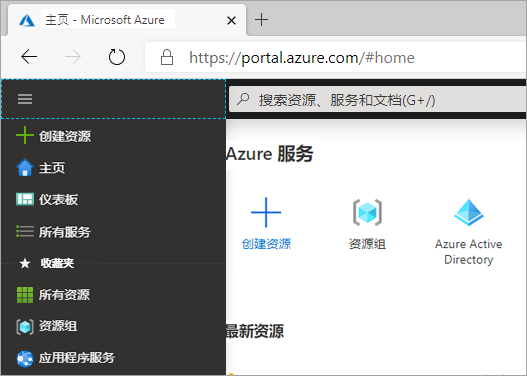 主页 - Microsoft Azure
https://portal.azure.com/#home
搜索资源、服务和文档(G+/)
创建资源
主页
仪表板
所有服务
收藏夹
所有资源
资源组
应用程序服务
Azure 服务
创建资源
资源组
Azure Active
Directory
最新资源